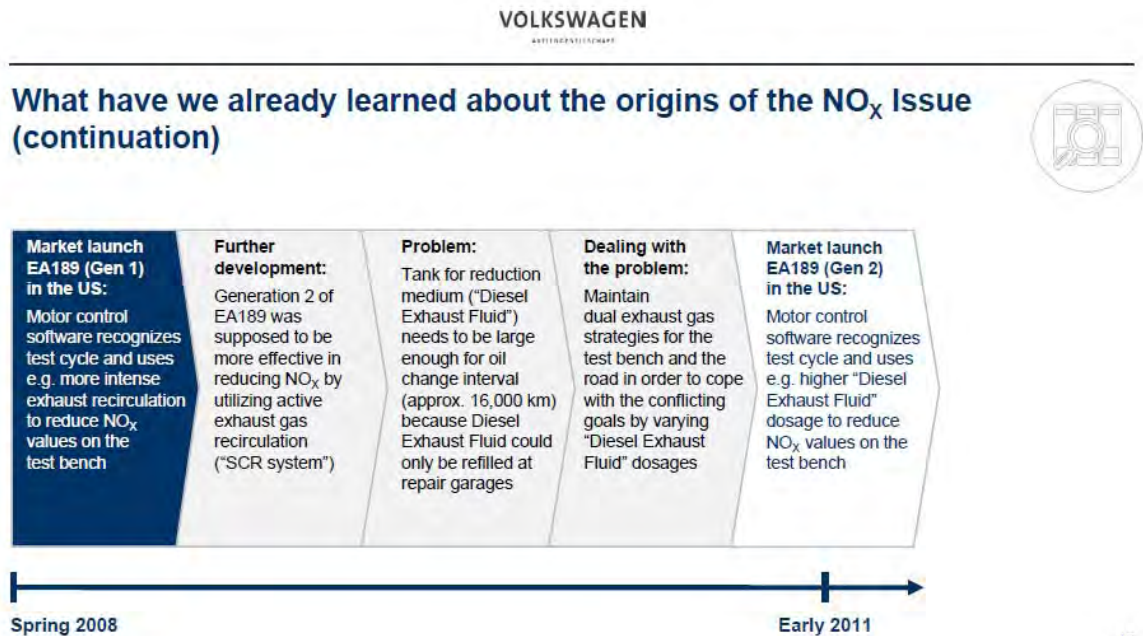 VOLKSWAGEN
AKTIENGESELLSCHAFT
What have we already learned about the origins of the NOX Issue
(continuation)
Market launch
EA189 (Gen 1)
in the US:
Motor control
software recognizes
test cycle and uses
e.g. more intense
exhaust recirculation
to reduce NOX
values on the
test bench
Further
development:
Generation 2 of
EA189 was
supposed to be
more effective in
reducing NOX by
utilizing active
exhaust gas
recirculation
("SCR system")
Problem:
Tank for reduction
medium ("Diesel
Exhaust Fluid")
needs to be large
enough for oil
change interval
(approx. 16,000 km)
because Diesel
Exhaust Fluid could
only be refilled at
repair garages
Dealing with
the problem:
Maintain
dual exhaust gas
strategies for the
test bench and the
road in order to cope
with the conflicting
goals by varying
"Diesel Exhaust
Fluid" dosages
Market launch
EA189 (Gen 2)
in the US:
Motor control
software recognizes
test cycle and uses
e.g. higher "Diesel
Exhaust Fluid"
dosage to reduce
NOX values on the
test bench
Spring 2008
Early 2011